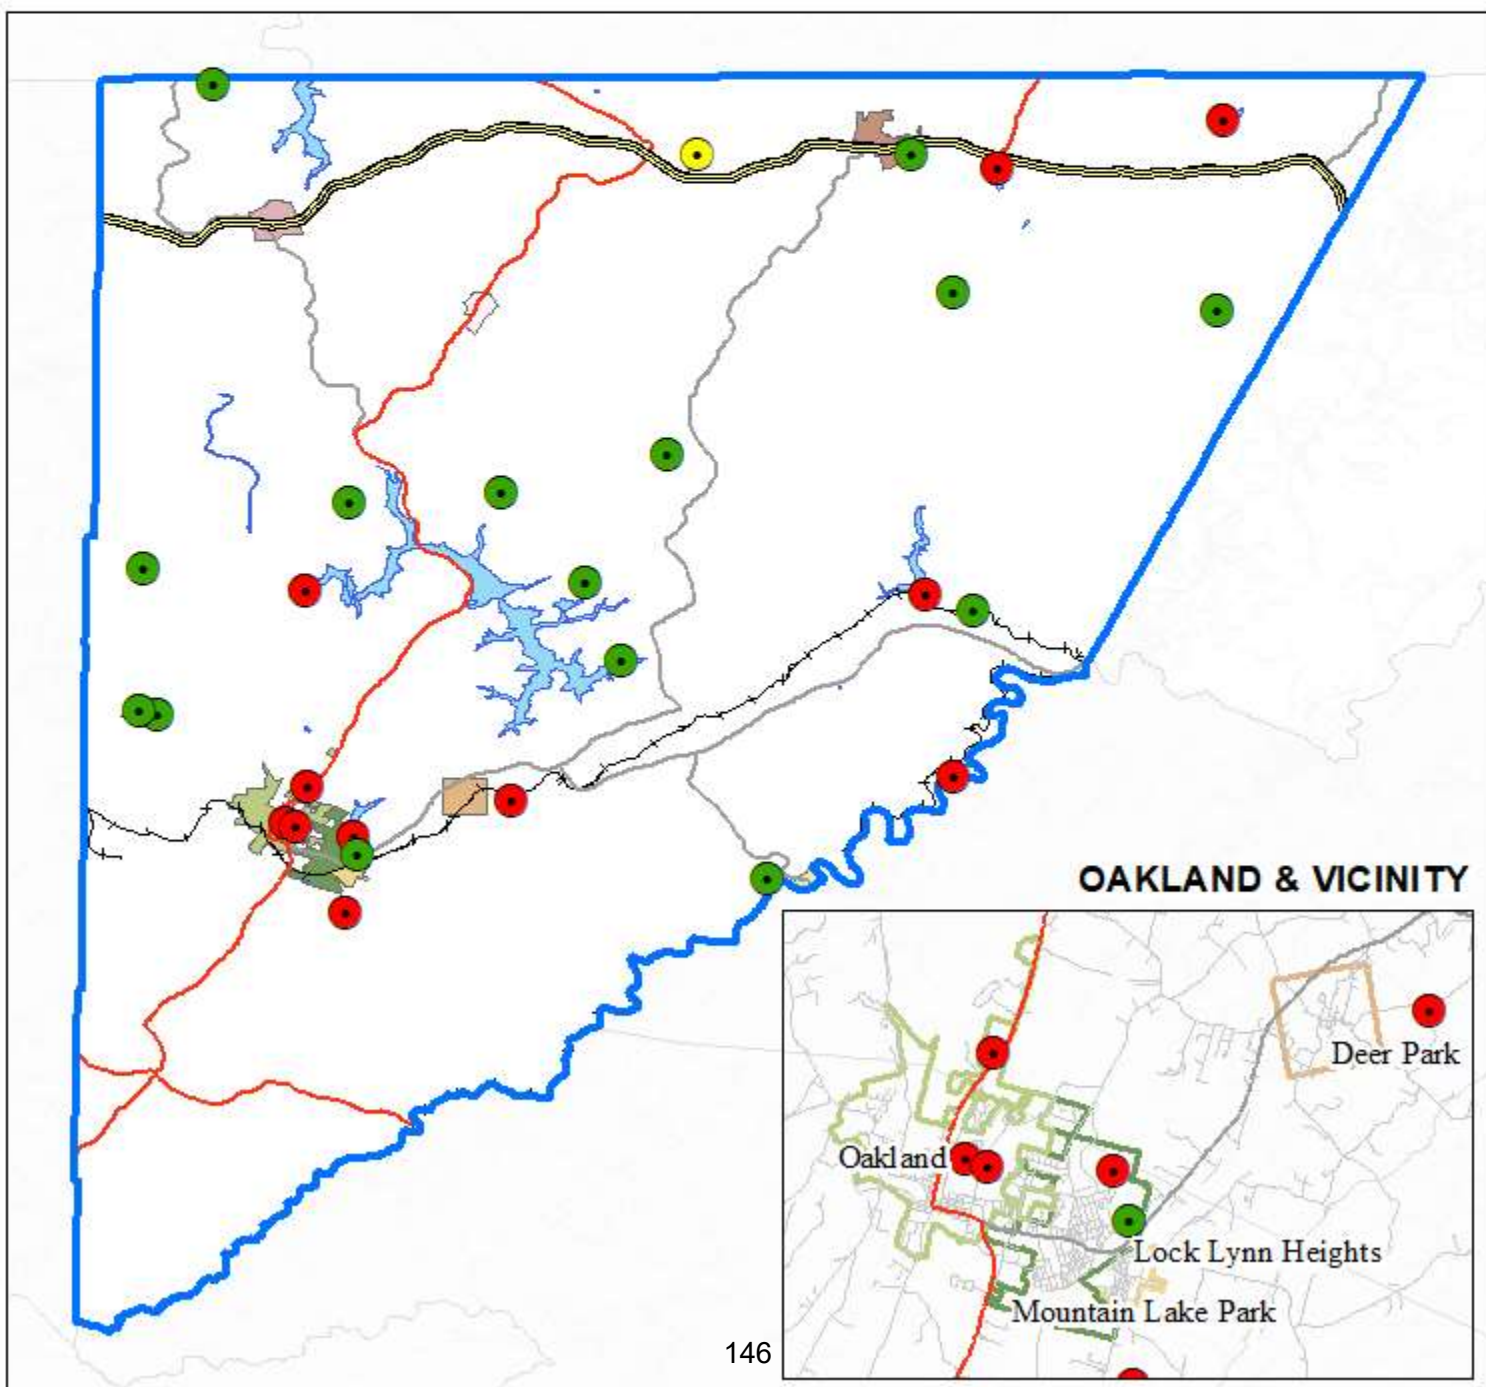 OAKLAND & VICINITY
Deer Park
Oakland
Lock Lynn Heights
Mountain Lake Park
146